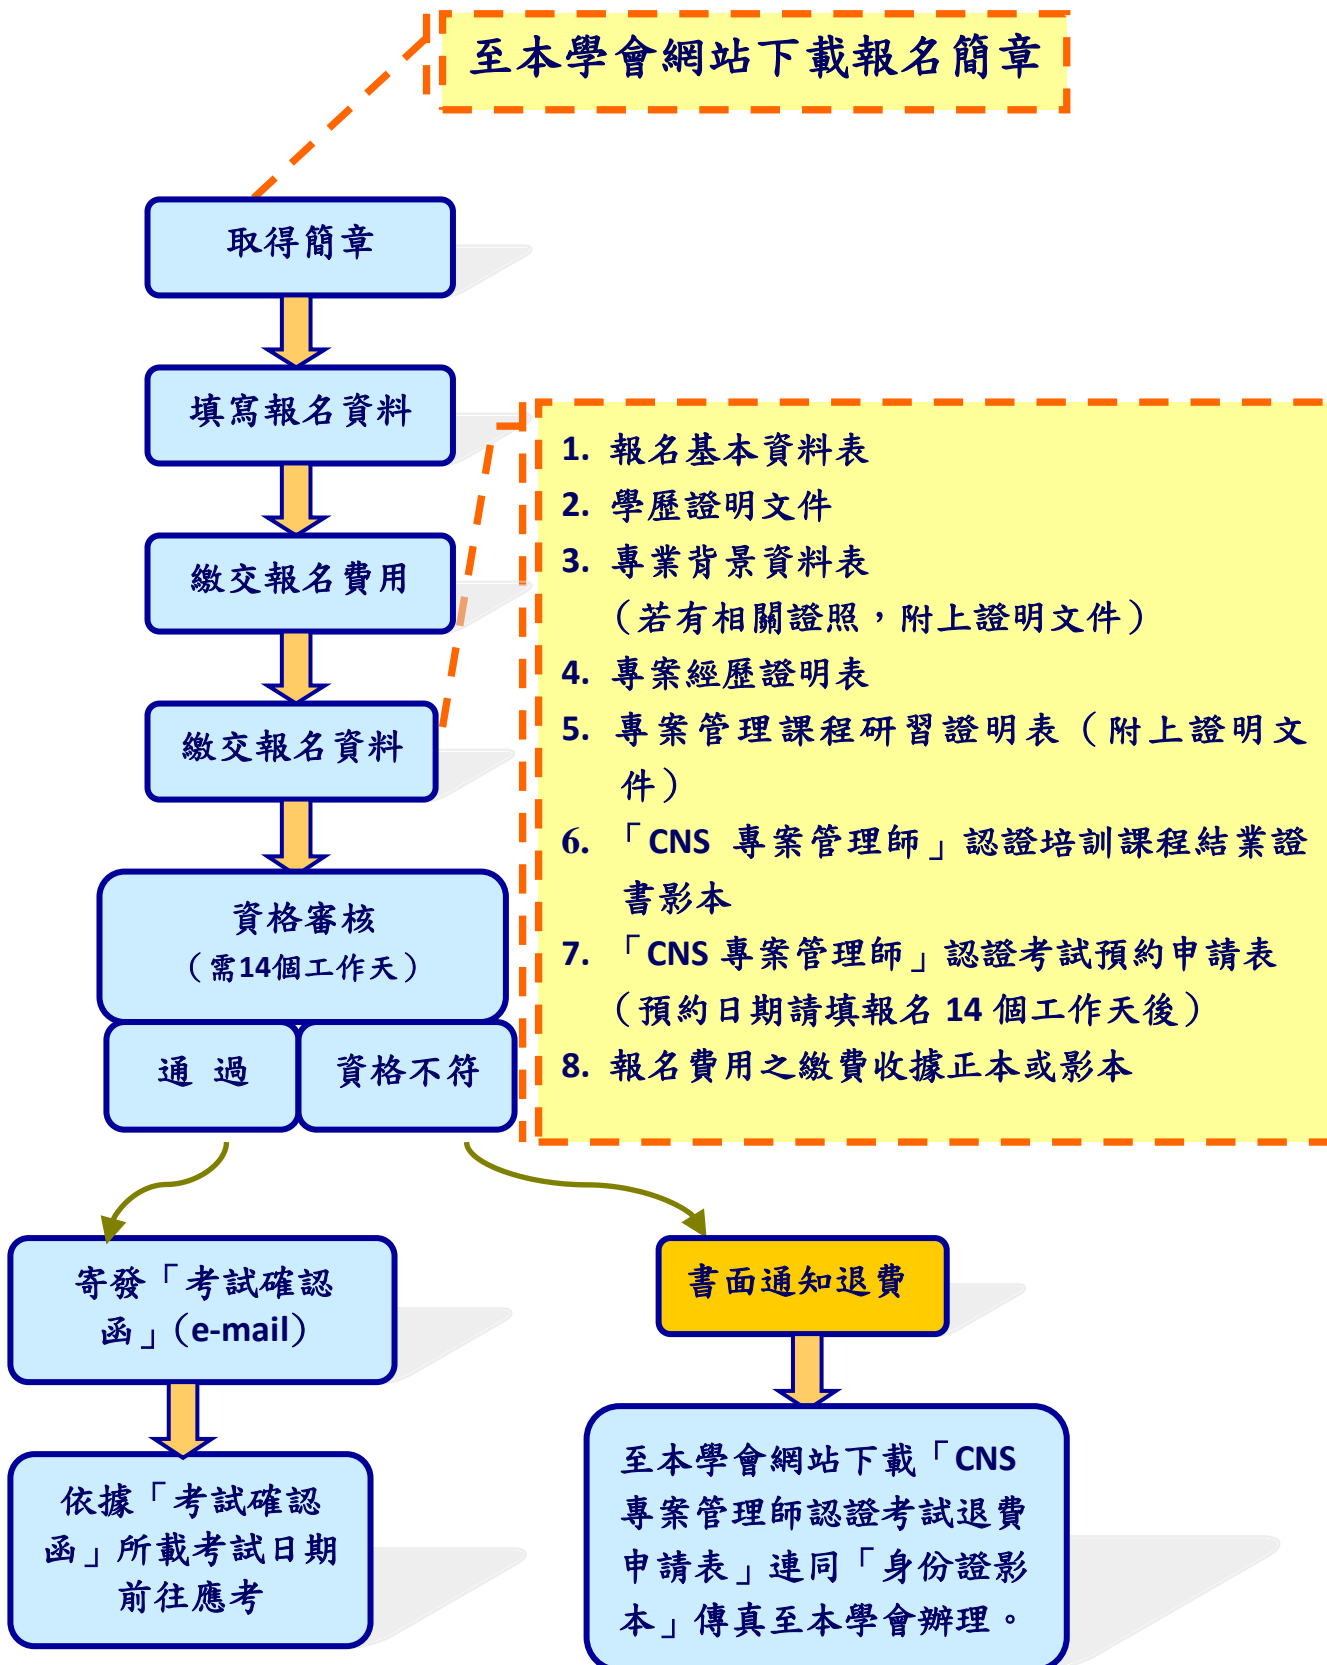 至本學會網站下載報名簡章
取得簡章
填寫報名資料
繳交報名費用
繳交報名資料
1. 報名基本資料表
2. 學歷證明文件
3. 專業背景資料表
（若有相關證照，附上證明文件）
4. 專案經歷證明表
5. 專案管理課程研習證明表（附上證明文
件）
6. 「CNS 專案管理師」認證培訓課程結業證
書影本
7. 「CNS 專案管理師」認證考試預約申請表
（預約日期請填報名 14 個工作天後）
8. 報名費用之繳費收據正本或影本
資格審核
（需14個工作天）
通 過
資格不符
寄發「考試確認
函」（e-mail）
依據「考試確認
函」所載考試日期
前往應考
書面通知退費
至本學會網站下載「CNS
專案管理師認證考試退費
申請表」連同「身份證影
本」傳真至本學會辦理。